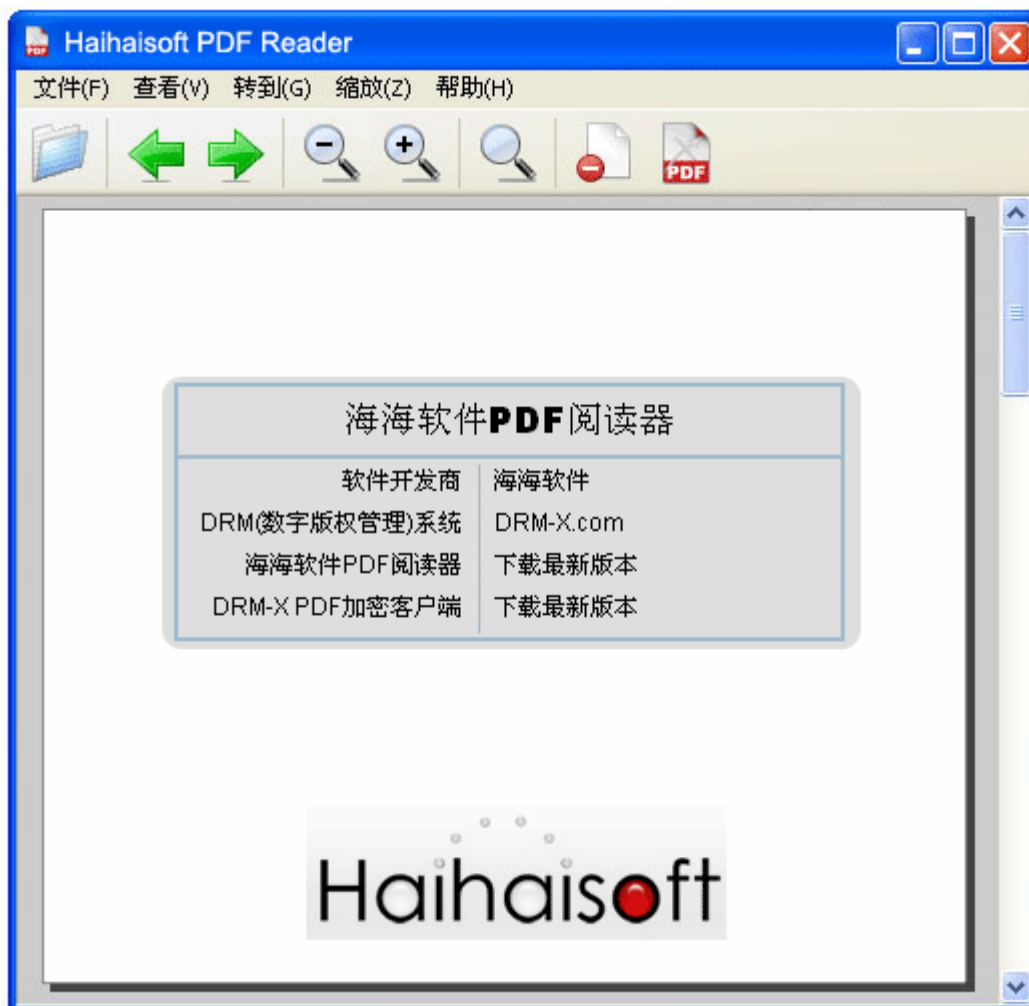 Haihaisoft PDF Reader
文件(F) 查看(V) 转到(G) 缩放(Z) 帮助(H)
PDF
海海软件PDF阅读器
软件开发商 海海软件
DRM(数字版权管理)系统 DRM-X.com
海海软件PDF阅读器 下载最新版本
DRM-X PDF加密客户端 下载最新版本
Haihaisoft